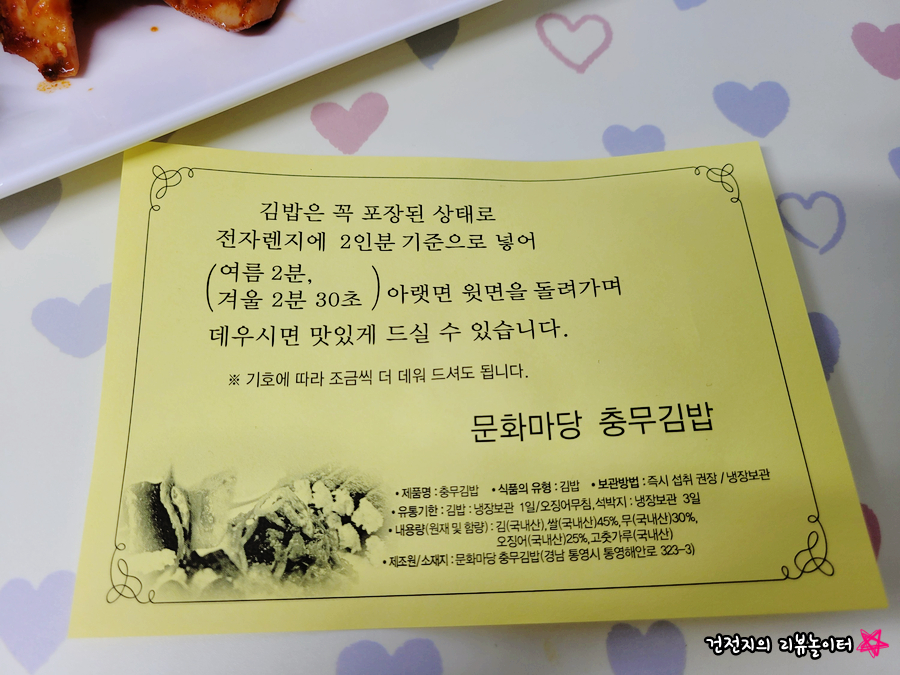 김밥은 꼭 포장된 상태로
전자렌지에 2인분 기준으로 넣어
(여름 2분,
겨울 2분 30초) 아랫면 윗면을 돌려가며
데우시면 맛있게 드실 수 있습니다.
※ 기호에 따라 조금씩 더 데워 드셔도 됩니다.
문화마당 충무김밥
• 제품명 : 충무김밥 • 식품의 유형 : 김밥 • 보관방법 : 즉시 섭취 권장 / 냉장보관
• 유통기한 : 김밥 : 냉장보관 1일/오징어무침, 석박지 : 냉장보관 3일
• 내용량(원재 및 함량) : 김(국내산), 쌀(국내산)45%, 무(국내산)30%,
오징어(국내산)25%, 고춧가루(국내산)
• 제조원/소재지 : 문화마당 충무김밥(경남 통영시 통영해안로 323-3)
건전지의 리뷰놀이터